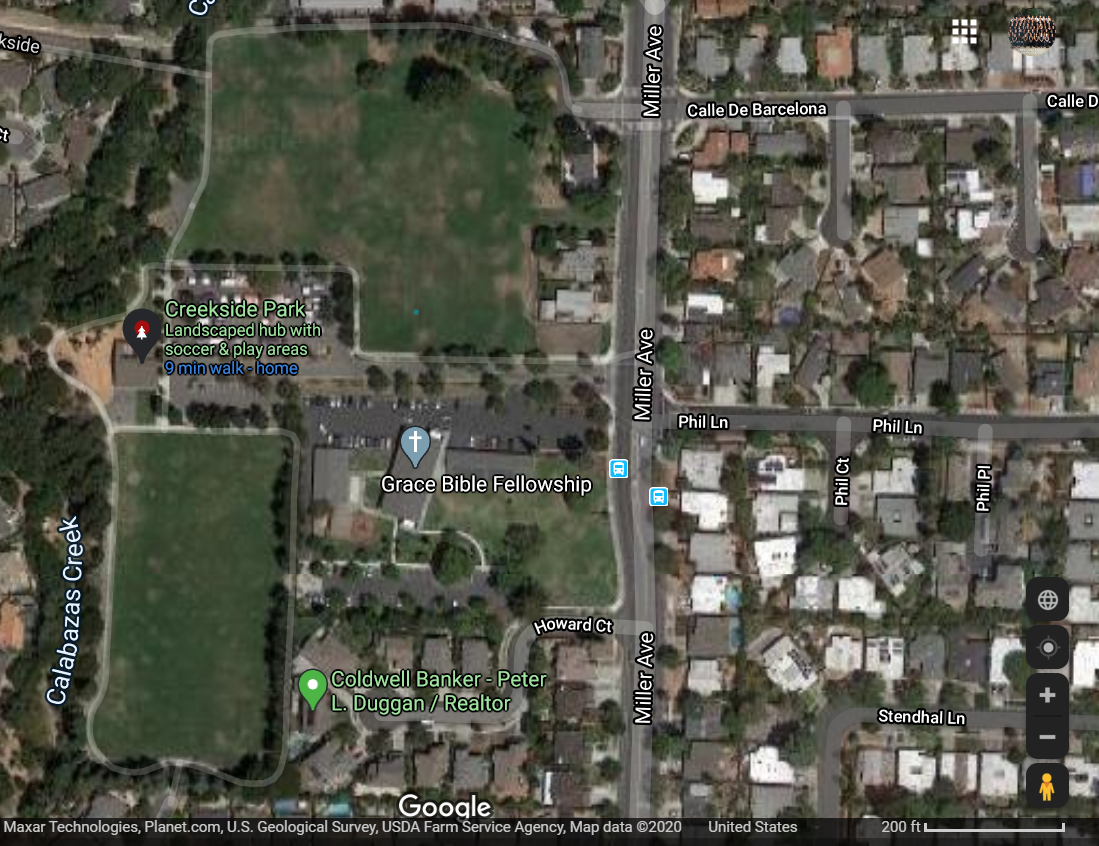 Ca
kside
Miller Ave
Calle De Barcelona
Calle D
Ct
Creekside Park
Landscaped hub with
soccer & play areas
9 min walk - home
Miller Ave
Phil Ln
Phil Ln
Grace Bible Fellowship
Phil Ct
Phil Pl
Calabazas Creek
Howard Ct
Miller Ave
Coldwell Banker - Peter
L. Duggan / Realtor
Stendhal Ln
Google
Maxar Technologies, Planet.com, U.S. Geological Survey, USDA Farm Service Agency, Map data ©2020 United States 200 ft